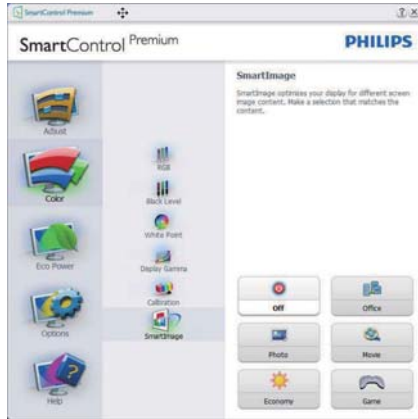 SmartControl Premium
SmartControl Premium
PHILIPS
Adjust
Color
Eco Power
Options
Help
RGB
Black Level
White Point
Display Gamma
Calibration
SmartImage
SmartImage
SmartImage optimizes your display for different screen
image content. Make a selection that matches the
content.
Off
Office
Photo
Movie
Economy
Game